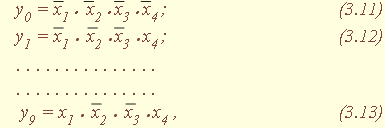 y₀ = x̅₁ . x̅₂ . x̅₃ . x̅₄; (3.11)
y₁ = x̅₁ . x̅₂ . x̅₃ . x₄; (3.12)
. . . . . . . . . . . . . . .
. . . . . . . . . . . . . . .
y₉ = x₁ . x̅₂ . x̅₃ . x₄ , (3.13)